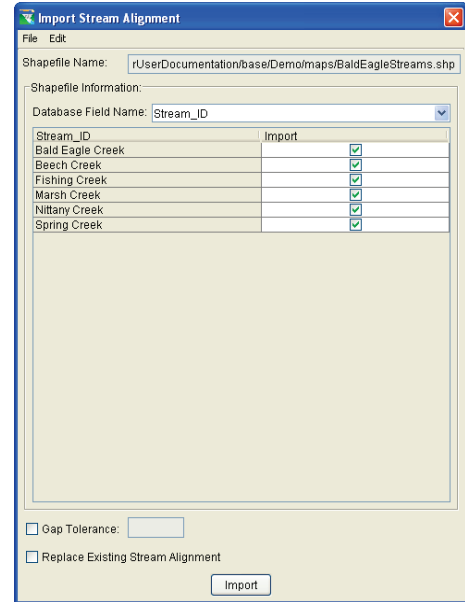 Import Stream Alignment
File Edit
Shapefile Name: rUserDocumentation/base/Demo/maps/BaldEagleStreams.shp
Shapefile Information:
Database Field Name: Stream_ID
Stream_ID Import
Bald Eagle Creek
Beech Creek
Fishing Creek
Marsh Creek
Nittany Creek
Spring Creek
Gap Tolerance:
Replace Existing Stream Alignment
Import